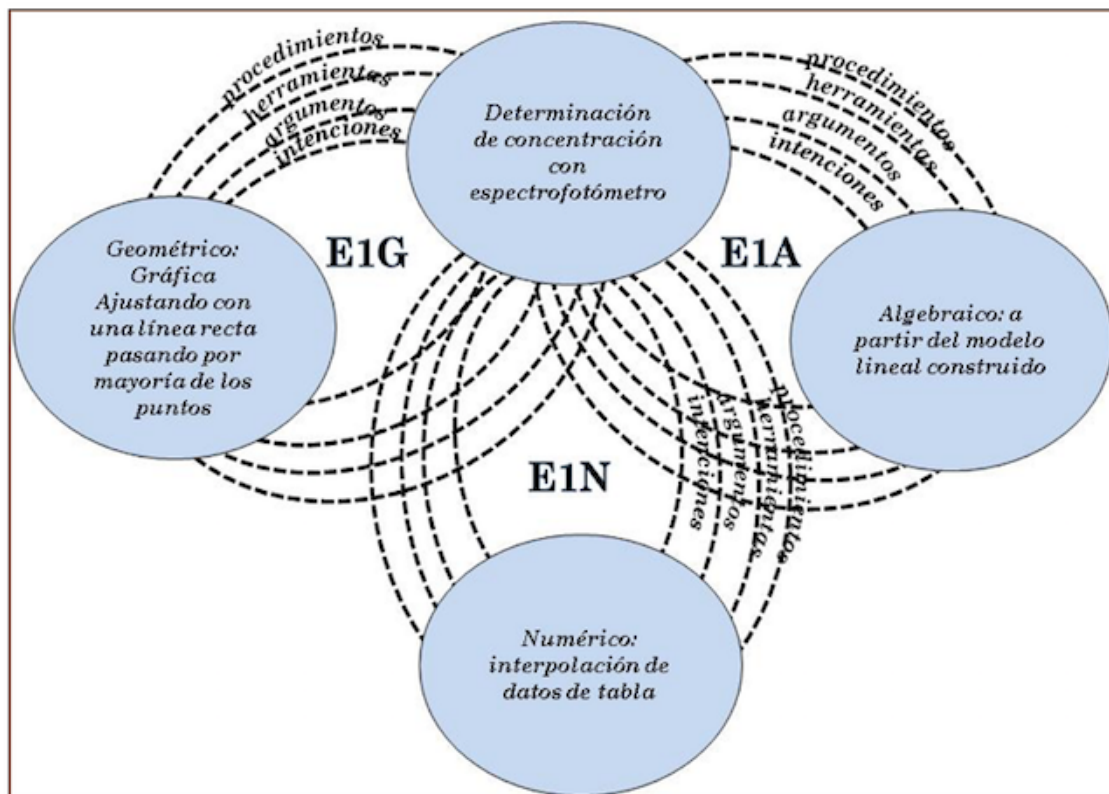 procedimientos
herramientas
argumentos
intenciones
procedimientos
herramientas
argumentos
intenciones
Determinación
de concentración
con
espectrofotómetro
Geométrico:
Gráfica
Ajustando con
una línea recta
pasando por
mayoría de los
puntos
E1G
E1A
Algebraico: a
partir del modelo
lineal construido
E1N
intenciones
Argumentos
herramientas
procedimientos
Numérico:
interpolación de
datos de tabla